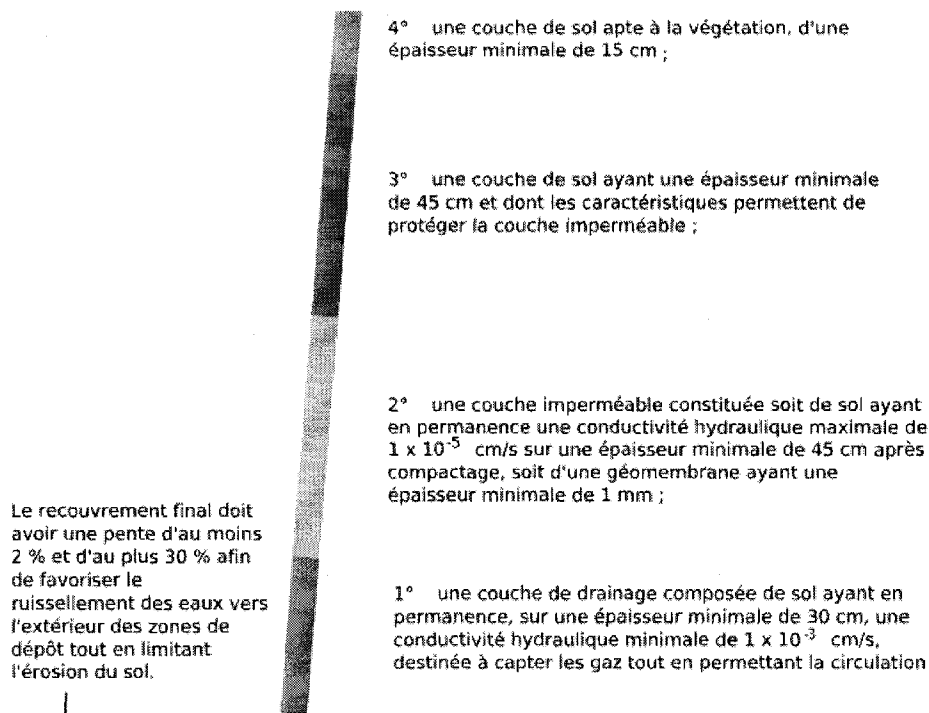 4° une couche de sol apte à la végétation, d'une
épaisseur minimale de 15 cm ;
3° une couche de sol ayant une épaisseur minimale
de 45 cm et dont les caractéristiques permettent de
protéger la couche imperméable ;
2° une couche imperméable constituée soit de sol ayant
en permanence une conductivité hydraulique maximale de
1 x 10⁻⁵ cm/s sur une épaisseur minimale de 45 cm après
compactage, soit d'une géomembrane ayant une
épaisseur minimale de 1 mm ;
Le recouvrement final doit
avoir une pente d'au moins
2 % et d'au plus 30 % afin
de favoriser le
ruissellement des eaux vers
l'extérieur des zones de
dépôt tout en limitant
l'érosion du sol.
1° une couche de drainage composée de sol ayant en
permanence, sur une épaisseur minimale de 30 cm, une
conductivité hydraulique minimale de 1 x 10⁻³ cm/s,
destinée à capter les gaz tout en permettant la circulation